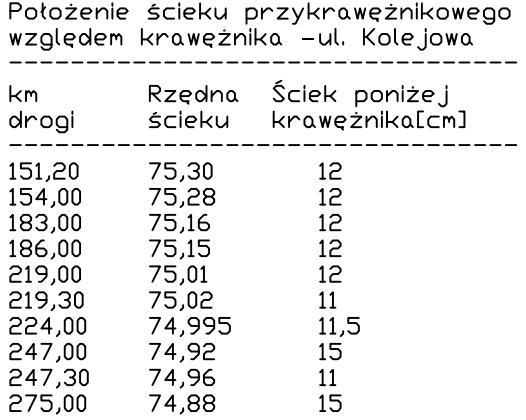 Położenie ścieku przykrawężnikowego
względem krawężnika -ul. Kolejowa
----------------------------------
km Rzędna Ściek poniżej
drogi ścieku krawężnika[cm]
----------------------------------
151,20 75,30 12
154,00 75,28 12
183,00 75,16 12
186,00 75,15 12
219,00 75,01 12
219,30 75,02 11
224,00 74,995 11,5
247,00 74,92 15
247,30 74,96 11
275,00 74,88 15